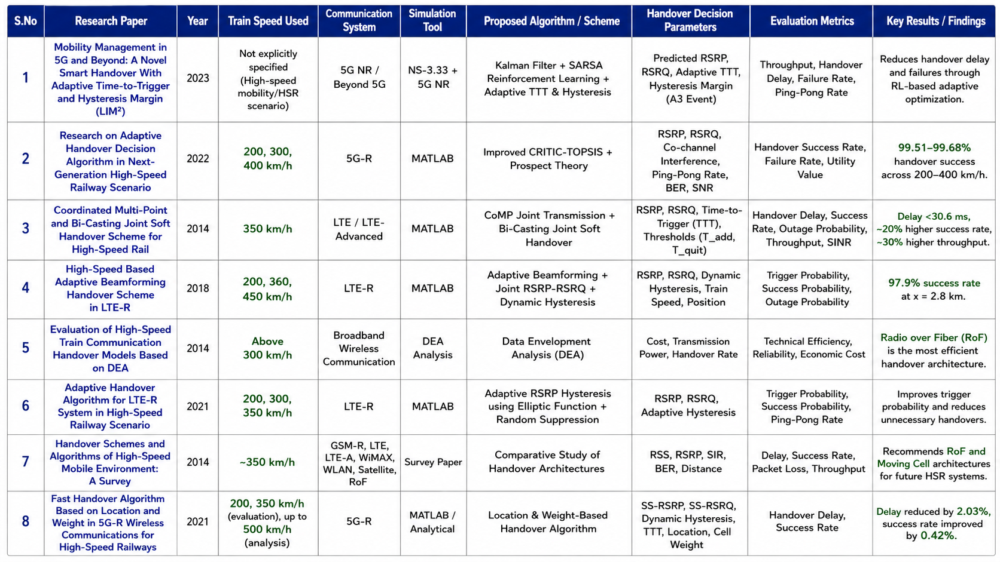 S.No
Research Paper
Year
Train Speed Used
Communication
System
Simulation
Tool
Proposed Algorithm / Scheme
Handover Decision
Parameters
Evaluation Metrics
Key Results / Findings
1
Mobility Management in
5G and Beyond: A Novel
Smart Handover With
Adaptive Time-to-Trigger
and Hysteresis Margin
(LIM²)
2023
Not explicitly
specified
(High-speed
mobility/HSR
scenario)
5G NR /
Beyond 5G
NS-3.33 +
5G NR
Kalman Filter + SARSA
Reinforcement Learning +
Adaptive TTT & Hysteresis
Predicted RSRP,
RSRQ, Adaptive TTT,
Hysteresis Margin
(A3 Event)
Throughput, Handover
Delay, Failure Rate,
Ping-Pong Rate
Reduces handover delay
and failures through
RL-based adaptive
optimization.
2
Research on Adaptive
Handover Decision
Algorithm in Next-
Generation High-Speed
Railway Scenario
2022
200, 300,
400 km/h
5G-R
MATLAB
Improved CRITIC-TOPSIS +
Prospect Theory
RSRP, RSRQ,
Co-channel
Interference,
Ping-Pong Rate,
BER, SNR
Handover Success Rate,
Failure Rate, Utility
Value
99.51–99.68%
handover success
across 200–400 km/h.
3
Coordinated Multi-Point
and Bi-Casting Joint Soft
Handover Scheme for
High-Speed Rail
2014
350 km/h
LTE / LTE-
Advanced
MATLAB
CoMP Joint Transmission +
Bi-Casting Joint Soft
Handover
RSRP, RSRQ, Time-to-
Trigger (TTT),
Thresholds (T_add,
T_quit)
Handover Delay, Success
Rate, Outage Probability,
Throughput, SINR
Delay <30.6 ms,
~20% higher success rate,
~30% higher throughput.
4
High-Speed Based
Adaptive Beamforming
Handover Scheme
in LTE-R
2018
200, 360,
450 km/h
LTE-R
MATLAB
Adaptive Beamforming +
Joint RSRP-RSRQ +
Dynamic Hysteresis
RSRP, RSRQ, Dynamic
Hysteresis, Train
Speed, Position
Trigger Probability,
Success Probability,
Outage Probability
97.9% success rate
at x = 2.8 km.
5
Evaluation of High-Speed
Train Communication
Handover Models Based
on DEA
2014
Above
300 km/h
Broadband
Wireless
Communication
DEA
Analysis
Data Envelopment
Analysis (DEA)
Cost, Transmission
Power, Handover Rate
Technical Efficiency,
Reliability, Economic Cost
Radio over Fiber (RoF)
is the most efficient
handover architecture.
6
Adaptive Handover
Algorithm for LTE-R
System in High-Speed
Railway Scenario
2021
200, 300,
350 km/h
LTE-R
MATLAB
Adaptive RSRP Hysteresis
using Elliptic Function +
Random Suppression
RSRP, RSRQ,
Adaptive Hysteresis
Trigger Probability,
Success Probability,
Ping-Pong Rate
Improves trigger
probability and reduces
unnecessary handovers.
7
Handover Schemes and
Algorithms of High-Speed
Mobile Environment:
A Survey
2014
~350 km/h
GSM-R, LTE,
LTE-A, WiMAX,
WLAN, Satellite,
RoF
Survey Paper
Comparative Study of
Handover Architectures
RSS, RSRP, SIR,
BER, Distance
Delay, Success Rate,
Packet Loss, Throughput
Recommends RoF and
Moving Cell architectures
for future HSR systems.
8
Fast Handover Algorithm
Based on Location and
Weight in 5G-R Wireless
Communications for
High-Speed Railways
2021
200, 350 km/h
(evaluation), up to
500 km/h
(analysis)
5G-R
MATLAB /
Analytical
Location & Weight-Based
Handover Algorithm
SS-RSRP, SS-RSRQ,
Dynamic Hysteresis,
TTT, Location, Cell
Weight
Handover Delay,
Success Rate
Delay reduced by 2.03%,
success rate improved
by 0.42%.